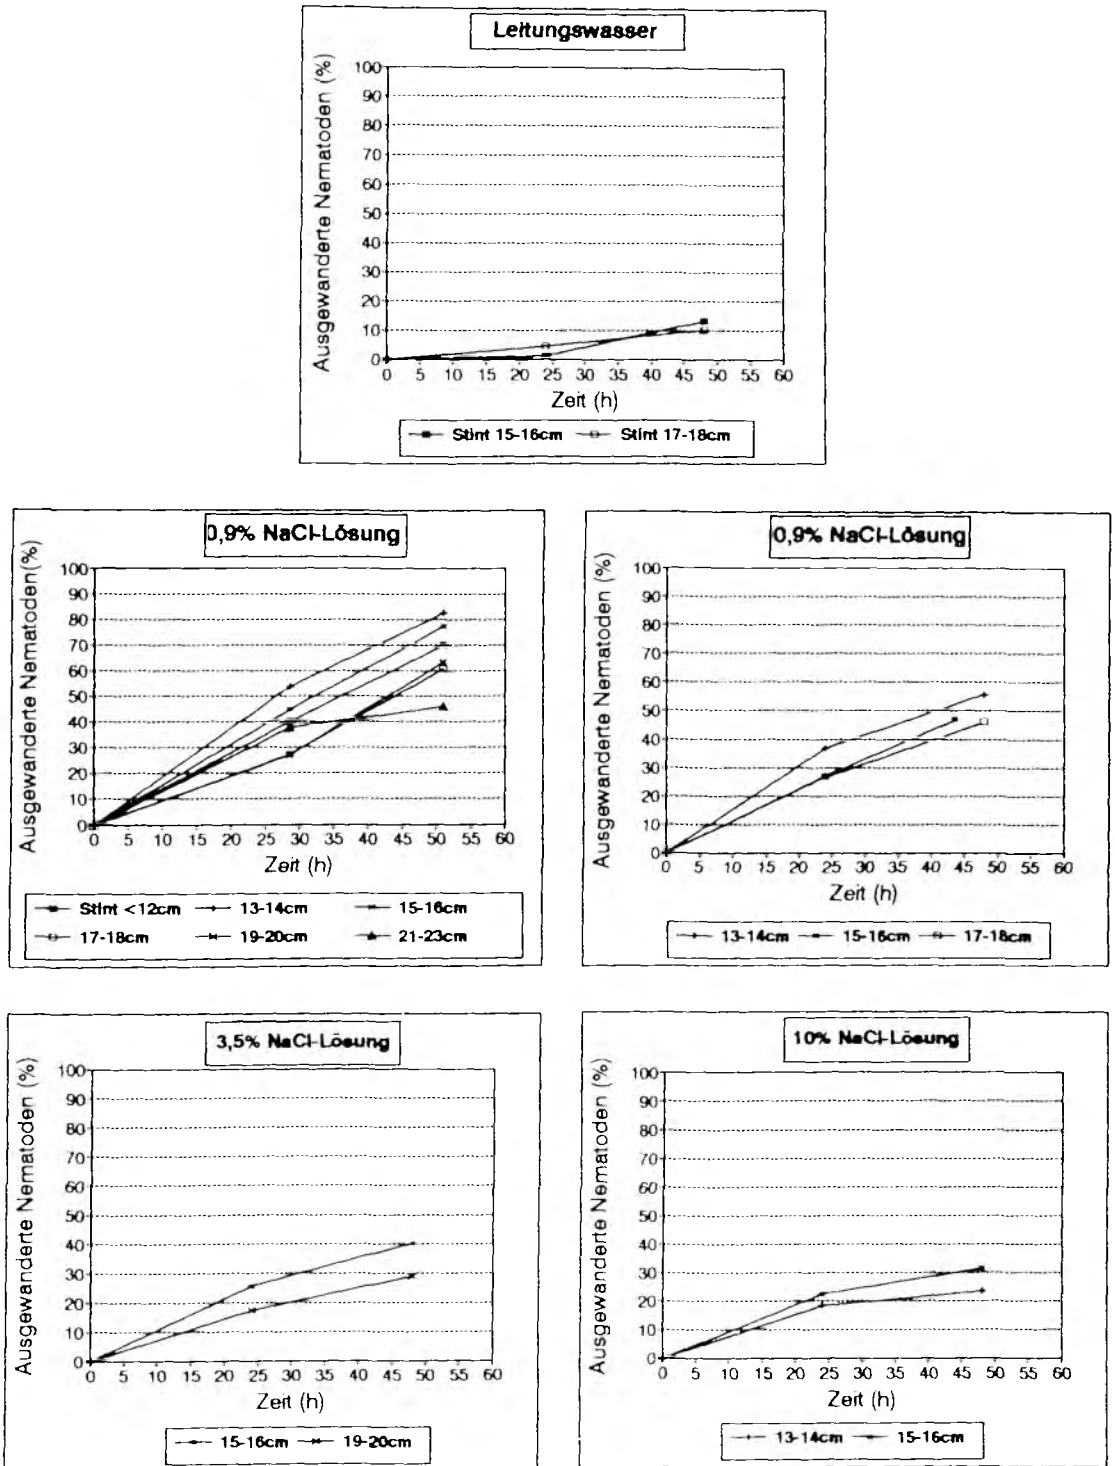 Leitungswasser
Ausgewanderte Nematoden (%)
100
90
80
70
60
50
40
30
20
10
0
0 5 10 15 20 25 30 35 40 45 50 55 60
Zeit (h)
Stint 15-16cm Stint 17-18cm
0,9% NaCl-Lösung
Ausgewanderte Nematoden(%)
100
90
80
70
60
50
40
30
20
10
0
0 5 10 15 20 25 30 35 40 45 50 55 60
Zeit (h)
Stint <12cm 13-14cm 15-16cm
17-18cm 19-20cm 21-23cm
0,9% NaCl-Lösung
Ausgewanderte Nematoden (%)
100
90
80
70
60
50
40
30
20
10
0
0 5 10 15 20 25 30 35 40 45 50 55 60
Zeit (h)
13-14cm 15-16cm 17-18cm
3,5% NaCl-Lösung
Ausgewanderte Nematoden (%)
100
90
80
70
60
50
40
30
20
10
0
0 5 10 15 20 25 30 35 40 45 50 55 60
Zeit (h)
15-16cm 19-20cm
10% NaCl-Lösung
Ausgewanderte Nematoden (%)
100
90
80
70
60
50
40
30
20
10
0
0 5 10 15 20 25 30 35 40 45 50 55 60
Zeit (h)
13-14cm 15-16cm